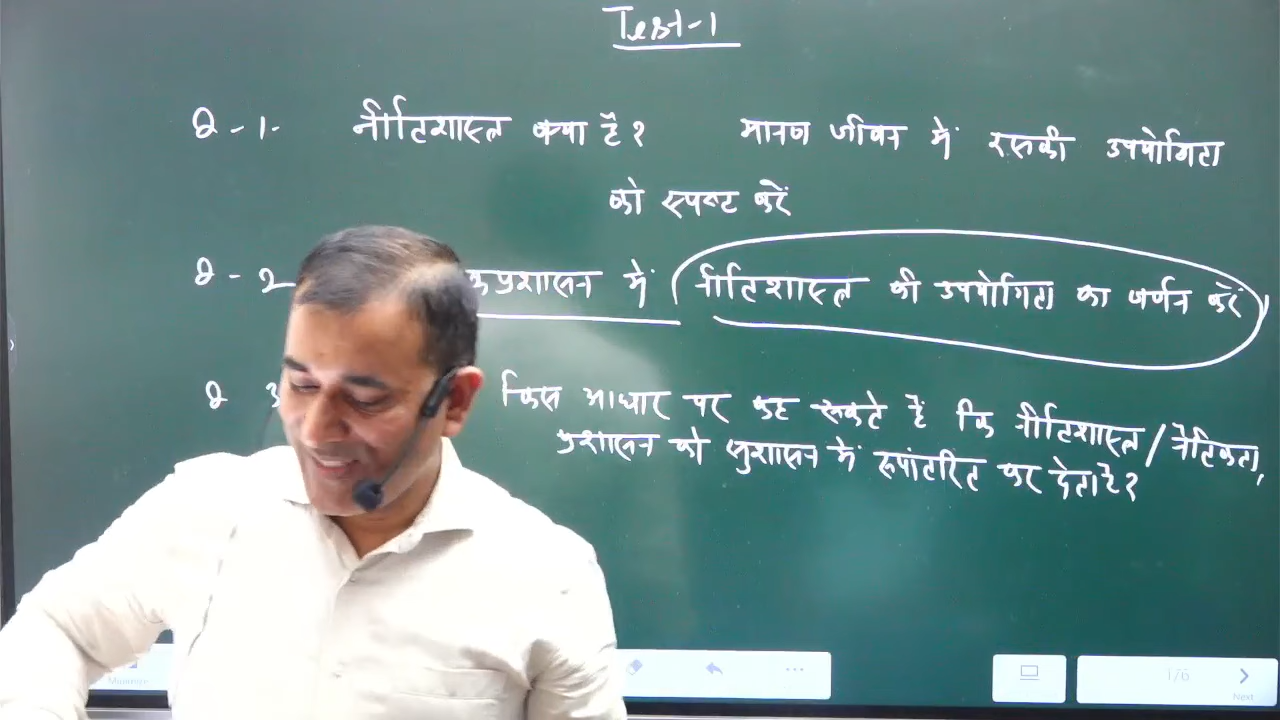 Test-1
Q-1. नीतिशास्त्र क्या है? मानव जीवन में इसकी उपयोगिता
को स्पष्ट करें
Q-2 कप्रशासन में नीतिशास्त्र की उपयोगिता का वर्णन करें
Q किस आधार पर कह सकते हैं कि नीतिशास्त्र/नैतिकता,
प्रशासन को सुशासन में रूपांतरित कर देता है?
1/6
Next